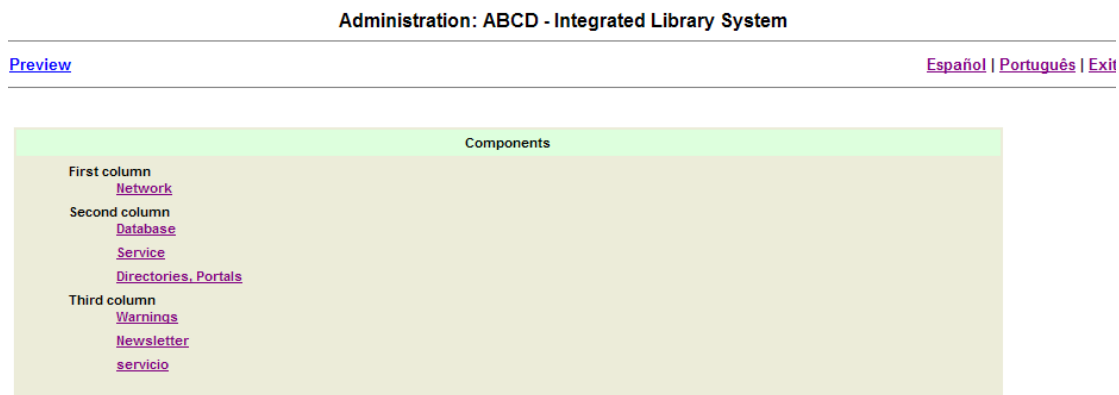 Administration: ABCD - Integrated Library System
Preview Español | Português | Exit
Components
First column
Network
Second column
Database
Service
Directories, Portals
Third column
Warnings
Newsletter
servicio